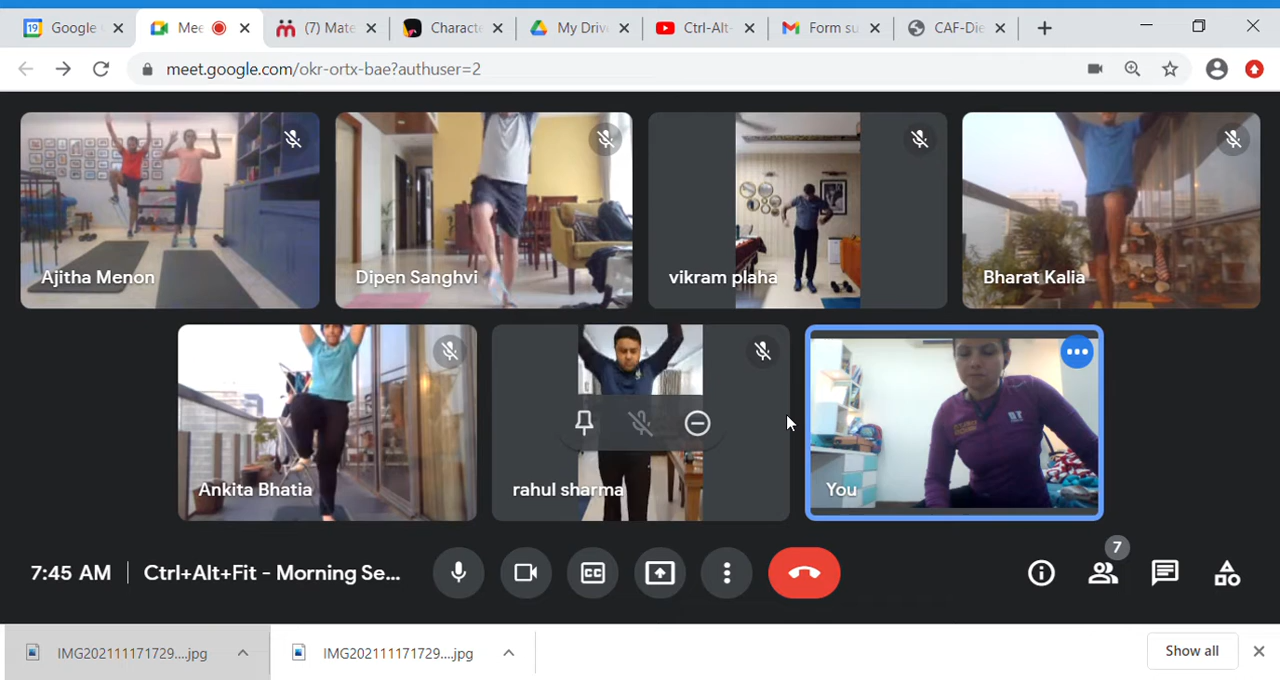 19 Google
Mee
(7) Mate
Characte
My Driv
Ctrl-Alt-
Form su
CAF-Die
meet.google.com/okr-ortx-bae?authuser=2
Ajitha Menon
Dipen Sanghvi
vikram plaha
Bharat Kalia
Ankita Bhatia
rahul sharma
You
7:45 AM
Ctrl+Alt+Fit - Morning Se...
CC
7
IMG202111171729....jpg
IMG202111171729....jpg
Show all